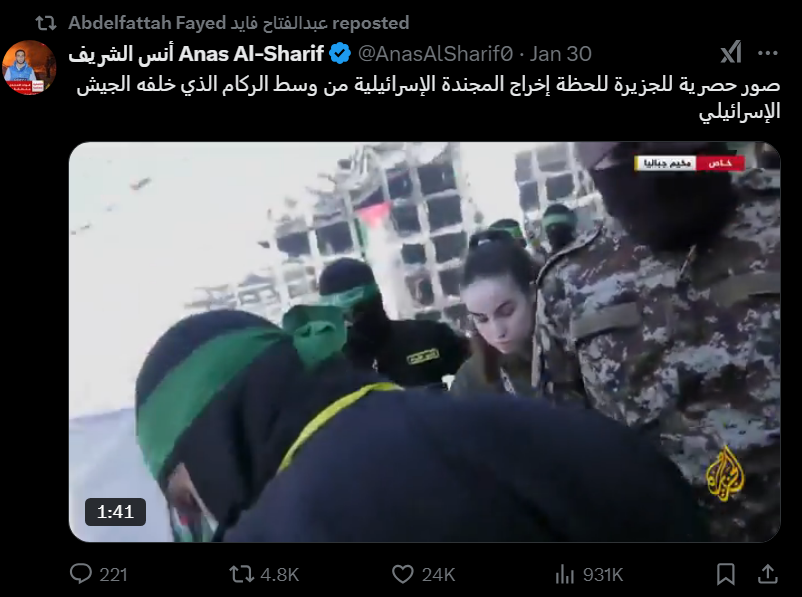 Abdelfattah Fayed عبدالفتاح فايد reposted
Anas Al-Sharif أنس الشريف @AnasAlSharif0 · Jan 30
صور حصرية للجزيرة للحظة إخراج المجندة الإسرائيلية من وسط الركام الذي خلفه الجيش
الإسرائيلي
خاص مخيم جباليا
الجزيرة
1:41
221 4.8K 24K 931K